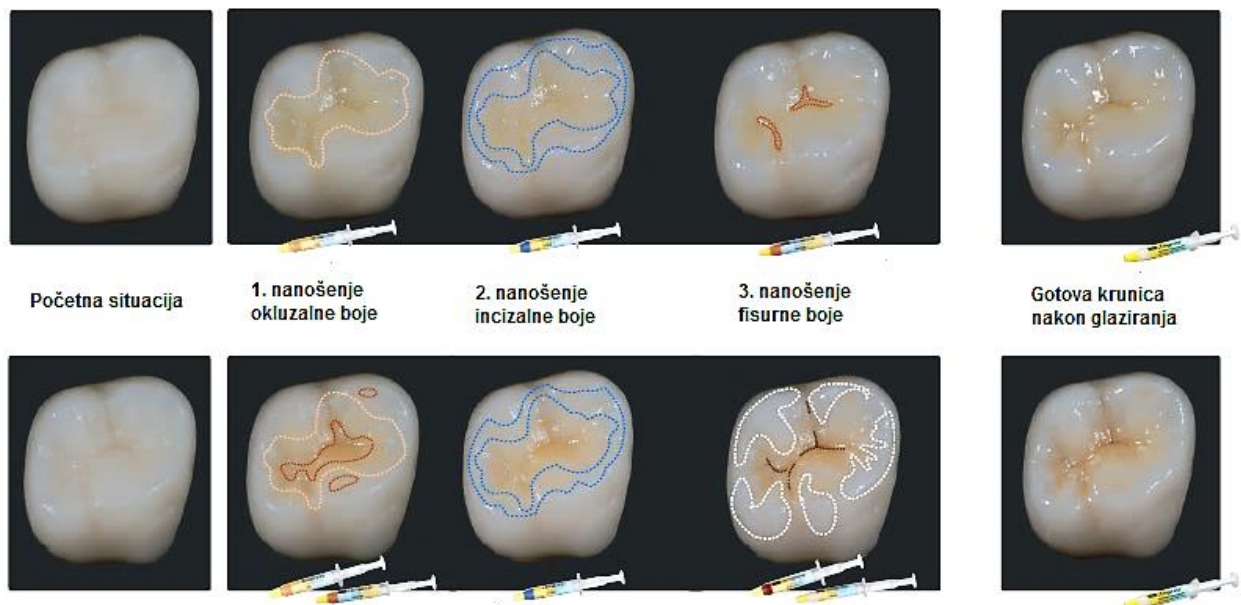 Početna situacija
1. nanošenje
okluzalne boje
2. nanošenje
incizalne boje
3. nanošenje
fisurne boje
Gotova krunica
nakon glaziranja